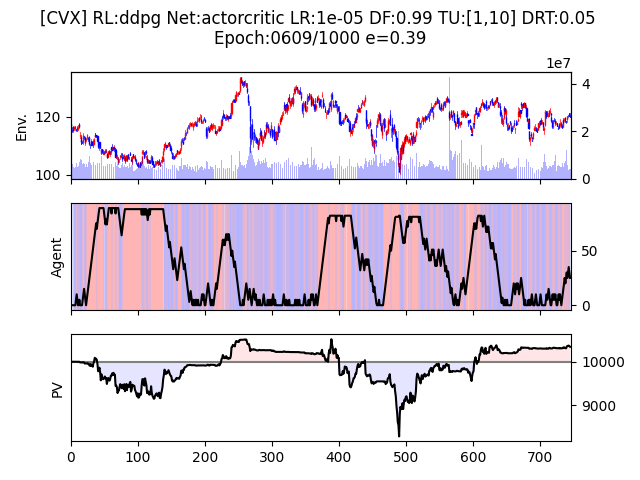 [CVX] RL:ddpg Net:actorcritic LR:1e-05 DF:0.99 TU:[1,10] DRT:0.05
Epoch:0609/1000 e=0.39
1e7
Env.
120
100
4
2
0
Agent
50
0
PV
10000
9000
0 100 200 300 400 500 600 700